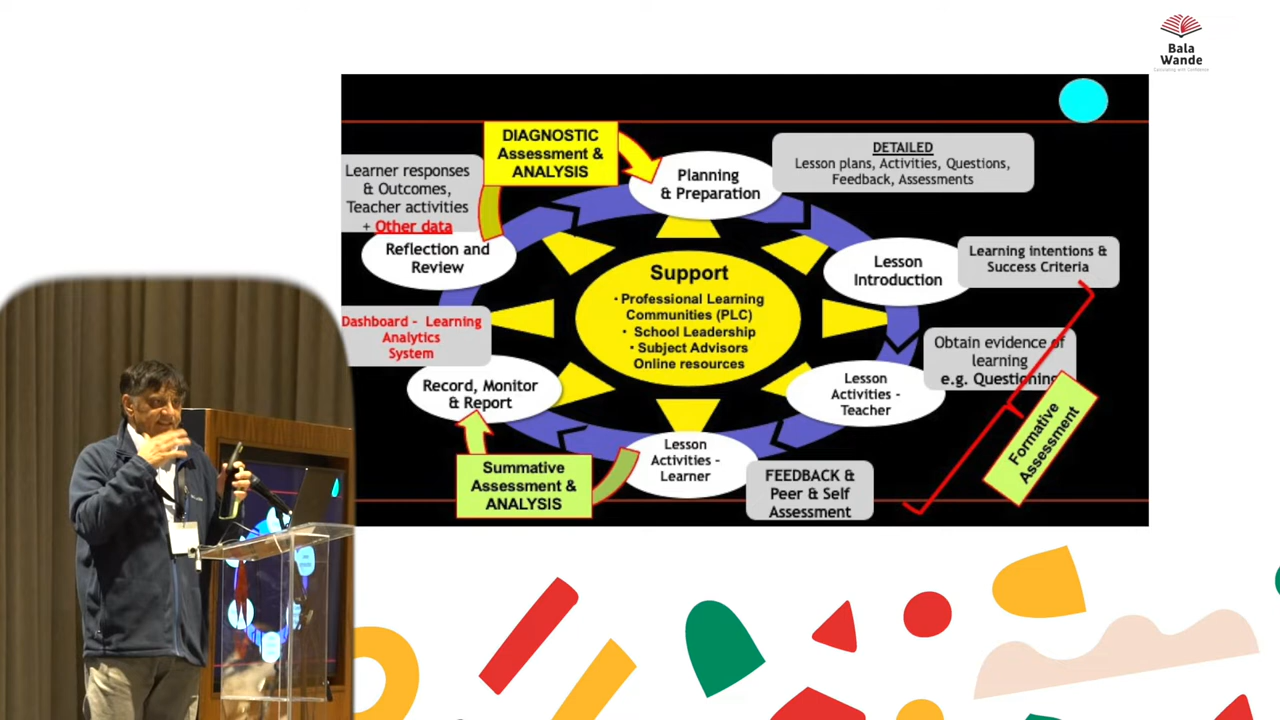 Bala
Wande
DIAGNOSTIC
Assessment &
ANALYSIS
Planning
& Preparation
DETAILED
Lesson plans, Activities, Questions,
Feedback, Assessments
Learner responses
& Outcomes,
Teacher activities
+ Other data
Reflection and
Review
Lesson
Introduction
Learning intentions &
Success Criteria
Support
• Professional Learning
Communities (PLC)
• School Leadership
• Subject Advisors
Online resources
Dashboard - Learning
Analytics
System
Obtain evidence of
learning
e.g. Questioning
Record, Monitor
& Report
Lesson
Activities -
Teacher
Formative
Assessment
Lesson
Activities -
Learner
Summative
Assessment &
ANALYSIS
FEEDBACK &
Peer & Self
Assessment